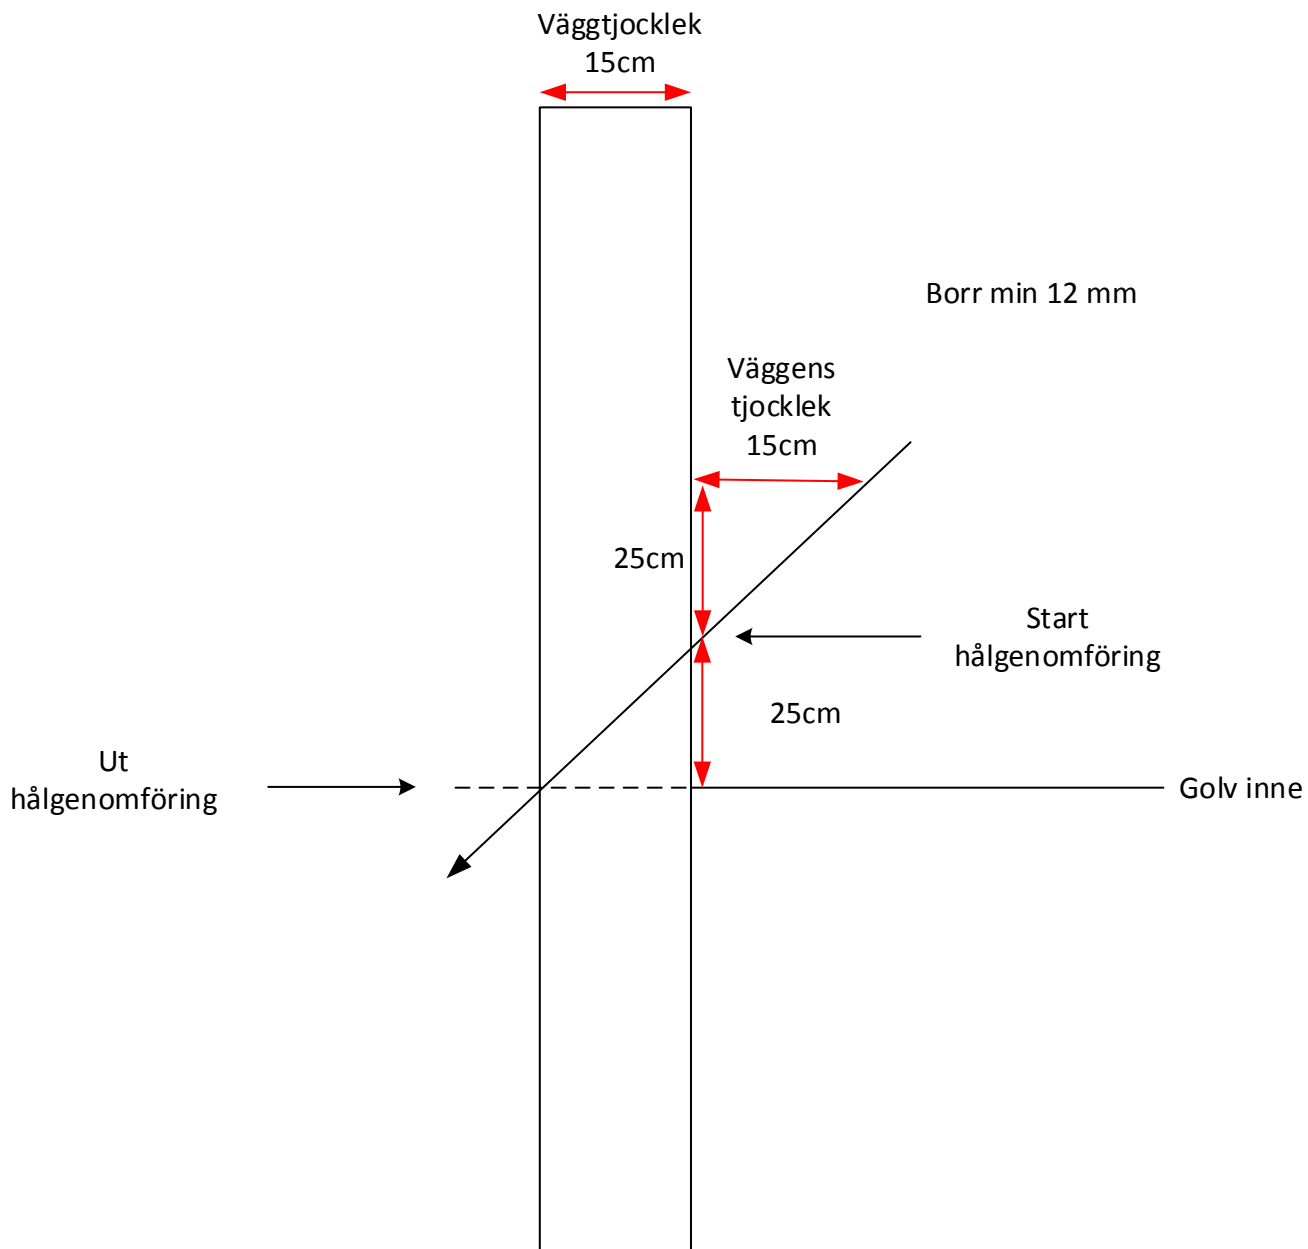 Väggtjocklek
15cm
Borr min 12 mm
Väggens
tjocklek
15cm
25cm
Start
hålgenomföring
25cm
Ut
hålgenomföring
Golv inne